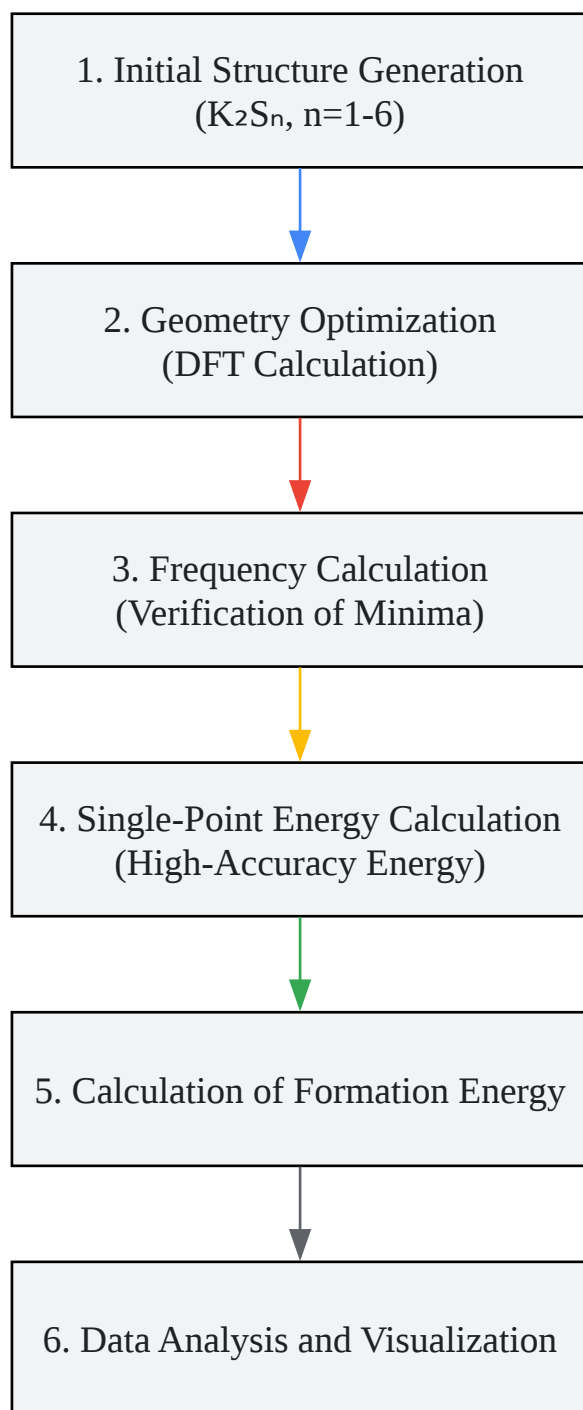 1. Initial Structure Generation
(K₂Sₙ, n=1-6)
2. Geometry Optimization
(DFT Calculation)
3. Frequency Calculation
(Verification of Minima)
4. Single-Point Energy Calculation
(High-Accuracy Energy)
5. Calculation of Formation Energy
6. Data Analysis and Visualization